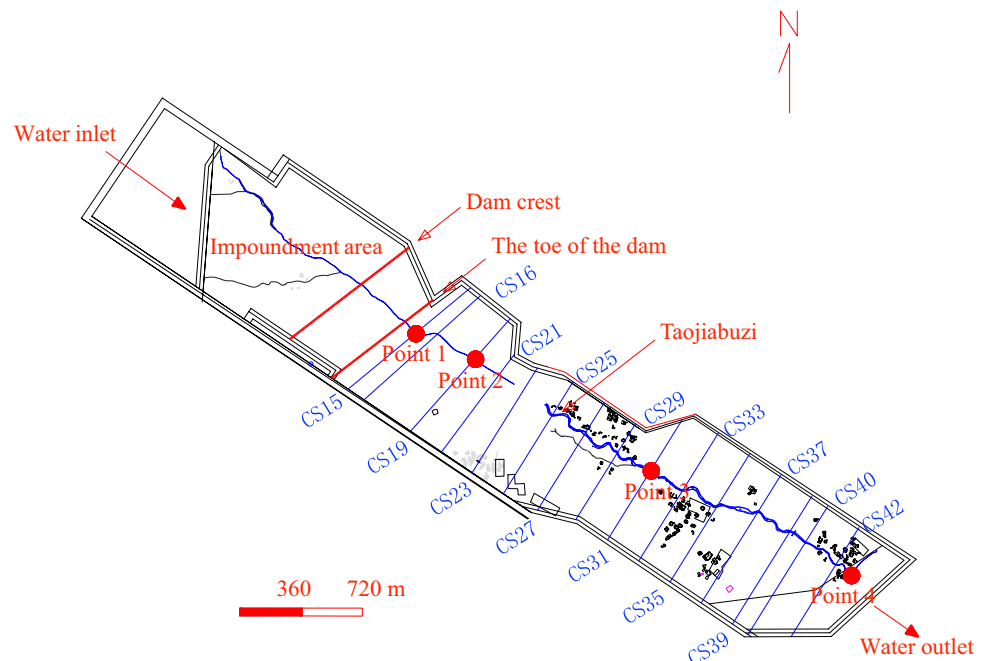 N
Water inlet
Dam crest
Impoundment area
The toe of the dam
CS16
Point 1
Taojiabuzi
CS21
Point 2
CS25
CS15
CS29
CS33
CS19
CS37
Point 3
CS23
CS40
CS27
CS42
CS31
360
720 m
Point 4
CS35
CS39
Water outlet